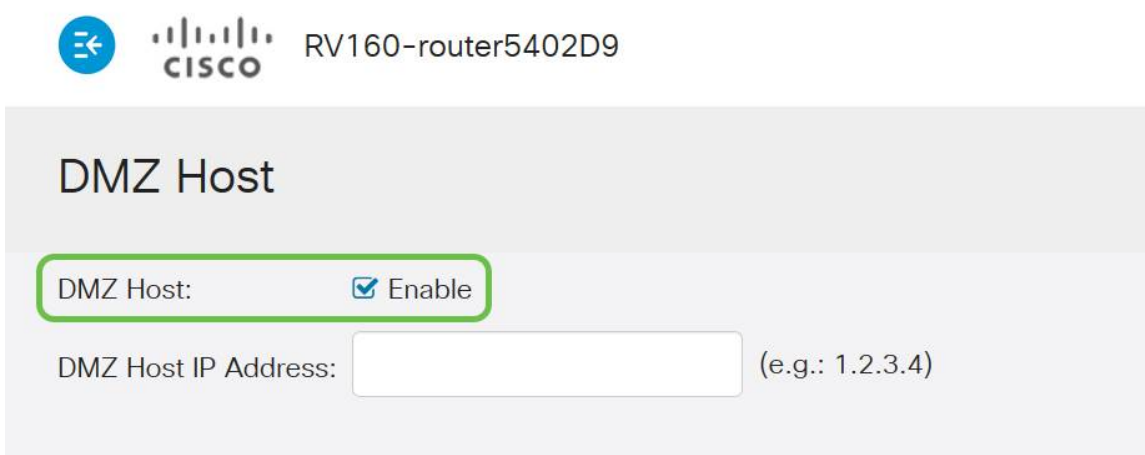 CISCO RV160-router5402D9
DMZ Host
DMZ Host: Enable
DMZ Host IP Address: (e.g.: 1.2.3.4)